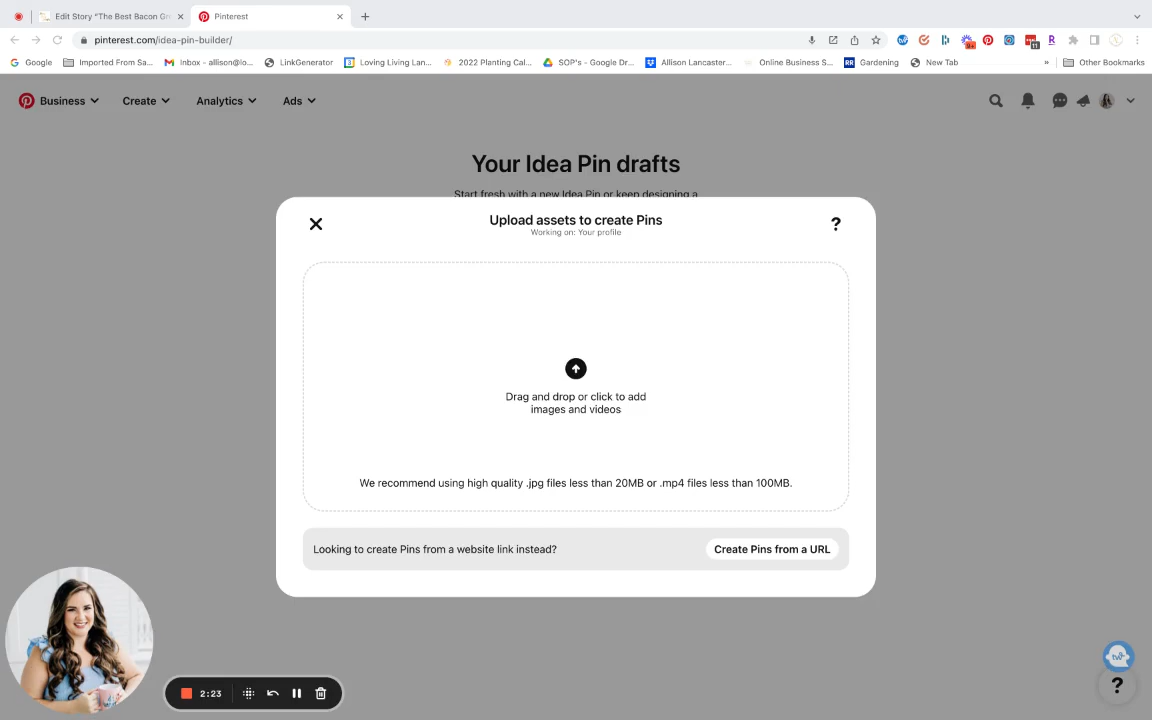 Edit Story "The Best Bacon Gr
Pinterest
pinterest.com/idea-pin-builder/
9+
11
Google
Imported From Sa...
Inbox - allison@lo...
LinkGenerator
Loving Living Lan...
2022 Planting Cal...
SOP's - Google Dr...
Allison Lancaster...
Online Business S...
RR
Gardening
New Tab
»
Other Bookmarks
Business
Create
Analytics
Ads
Your Idea Pin drafts
Start fresh with a new Idea Pin or keep designing a
Upload assets to create Pins
?
Working on: Your profile
Drag and drop or click to add
images and videos
We recommend using high quality .jpg files less than 20MB or .mp4 files less than 100MB.
Looking to create Pins from a website link instead?
Create Pins from a URL
2:23
?